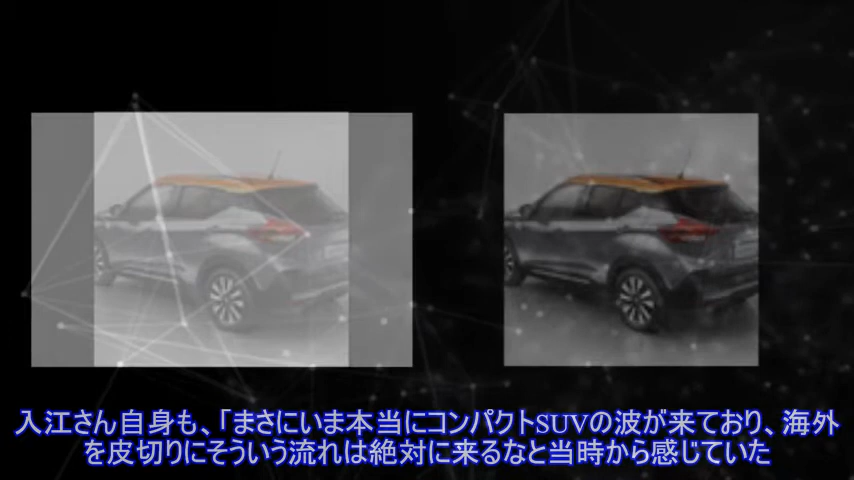 入江さん自身も、「まさにいま本当にコンパクトSUVの波が来ており、海外
を皮切りにそういう流れは絶対に来るなと当時から感じていた